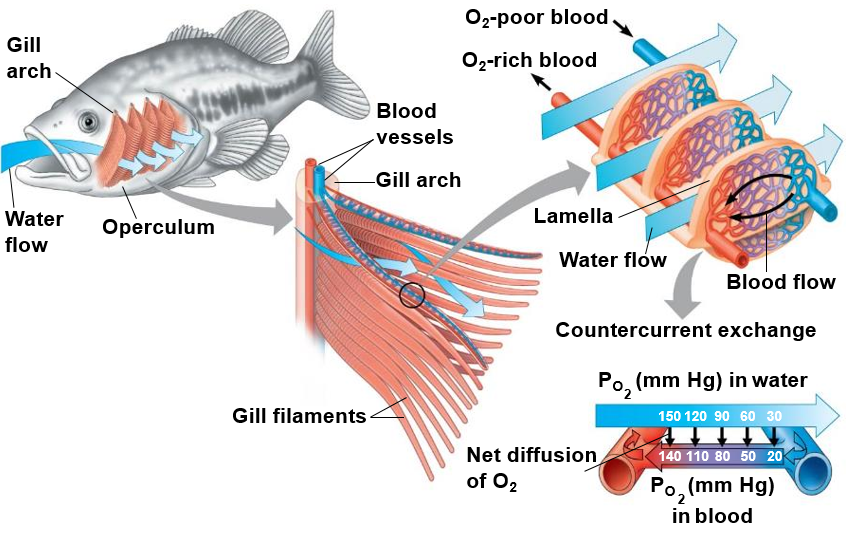 Gill
arch
Water
flow
Operculum
Blood
vessels
Gill arch
Gill filaments
O2-poor blood
O2-rich blood
Lamella
Water flow
Blood flow
Countercurrent exchange
PO2 (mm Hg) in water
150 120 90 60 30
Net diffusion
of O2
140 110 80 50 20
PO2 (mm Hg)
in blood